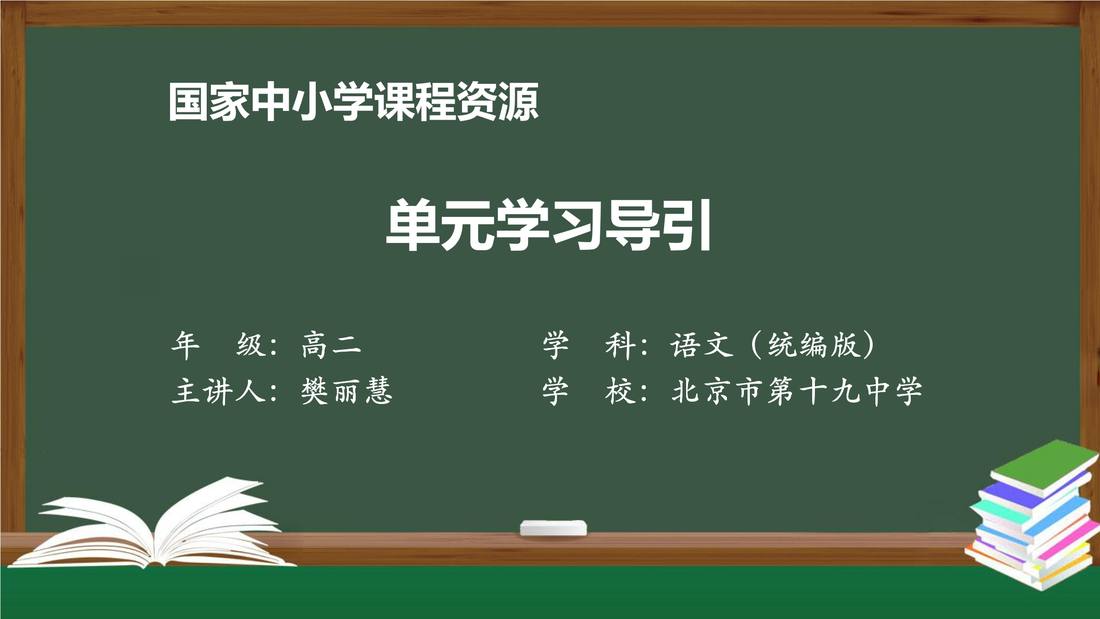 国家中小学课程资源
单元学习导引
年 级：高二 学 科：语文（统编版）
主讲人：樊丽慧 学 校：北京市第十九中学